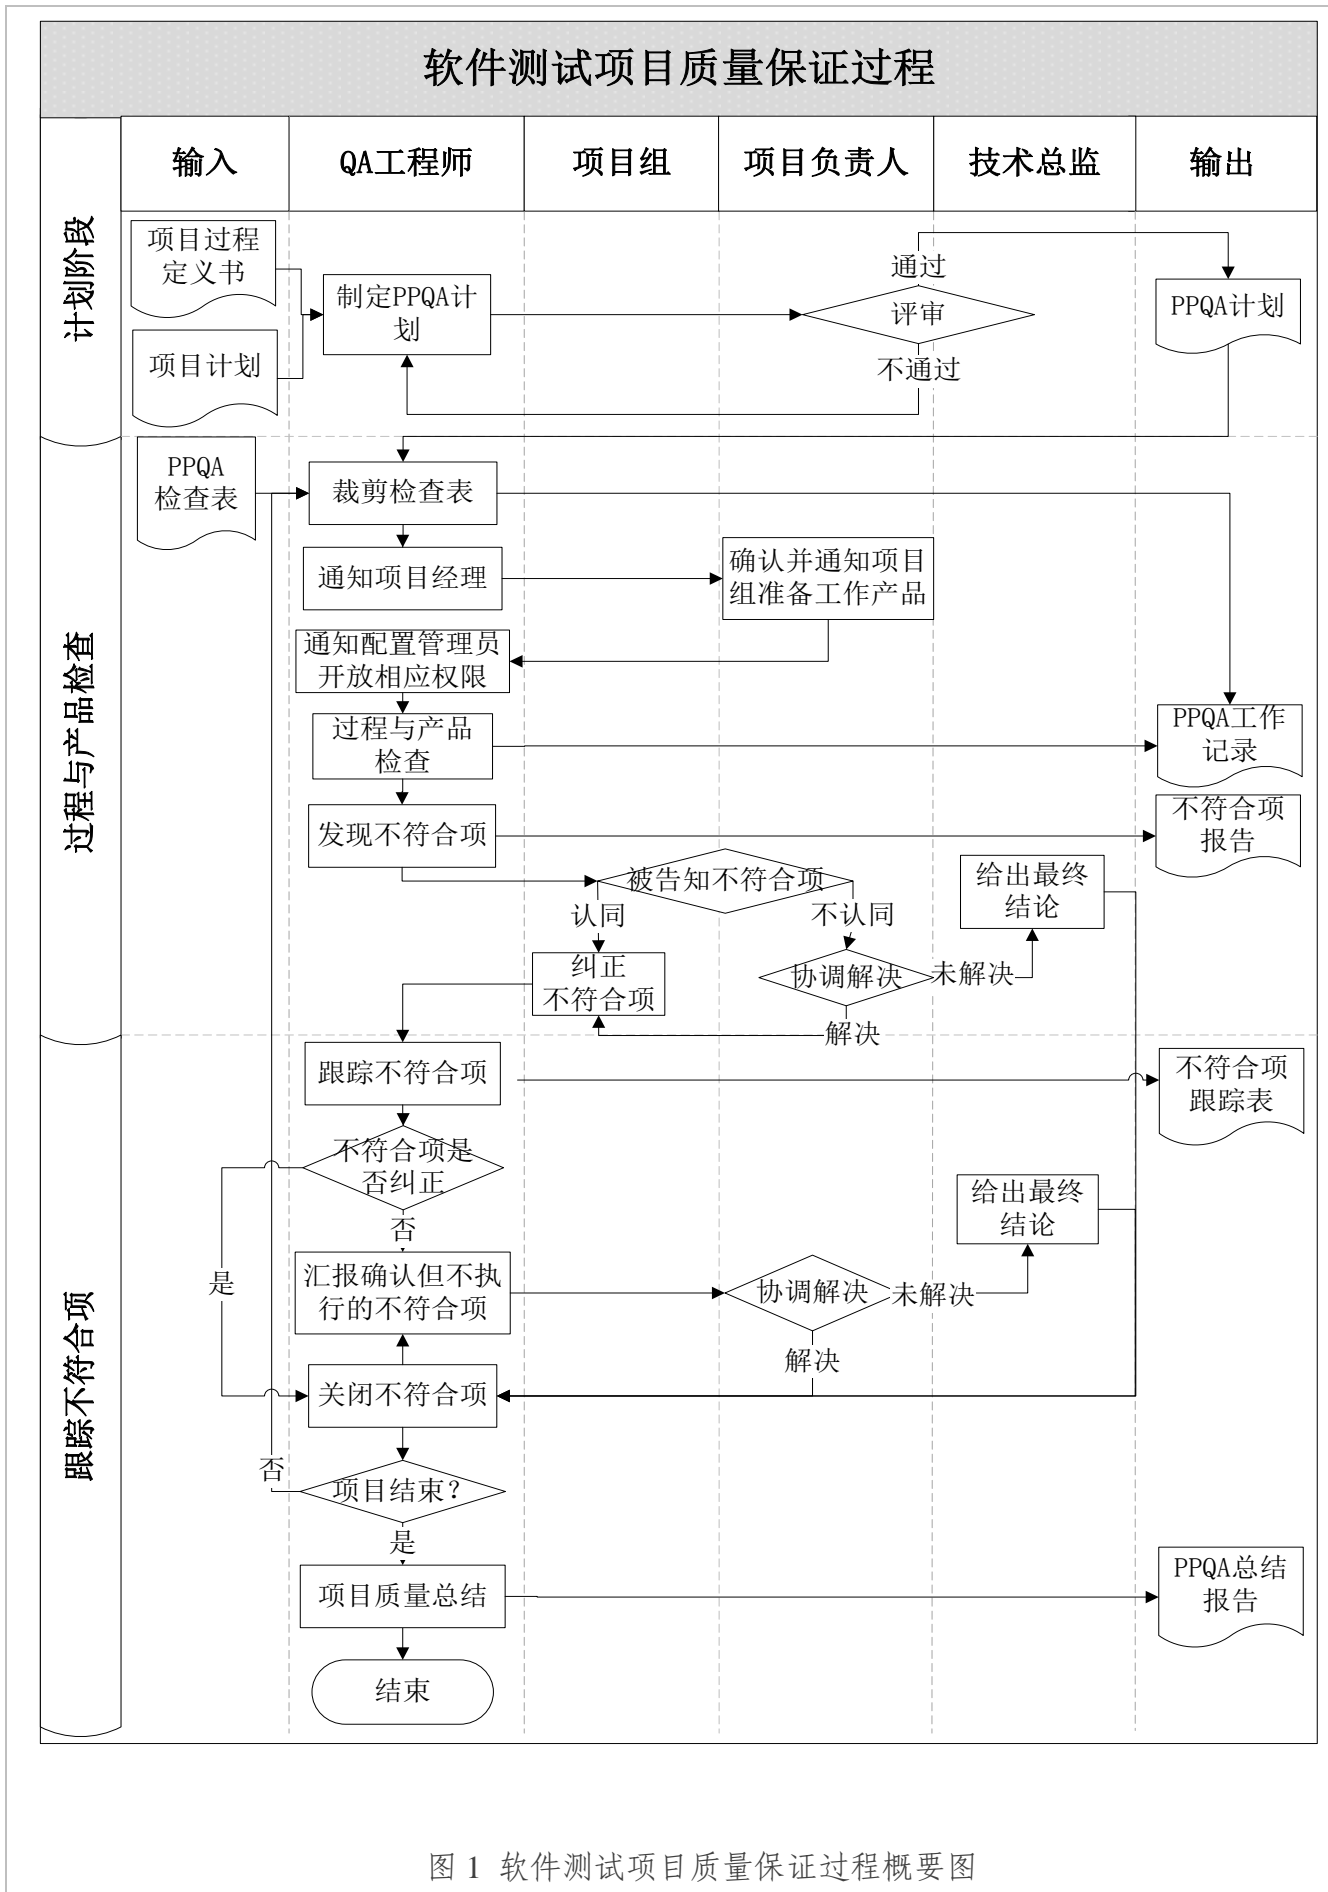 软件测试项目质量保证过程
输入
QA工程师
项目组
项目负责人
技术总监
输出
计划阶段
项目过程
定义书
项目计划
制定PPQA计
划
通过
评审
不通过
PPQA计划
过程与产品检查
PPQA
检查表
裁剪检查表
通知项目经理
确认并通知项目
组准备工作产品
通知配置管理员
开放相应权限
过程与产品
检查
PPQA工作
记录
发现不符合项
不符合项
报告
被告知不符合项
认同
不认同
给出最终
结论
纠正
不符合项
协调解决
未解决
解决
跟踪不符合项
跟踪不符合项
不符合项
跟踪表
不符合项是
否纠正
否
是
给出最终
结论
汇报确认但不执
行的不符合项
协调解决
未解决
解决
关闭不符合项
否
项目结束?
是
项目质量总结
PPQA总结
报告
结束
图 1 软件测试项目质量保证过程概要图